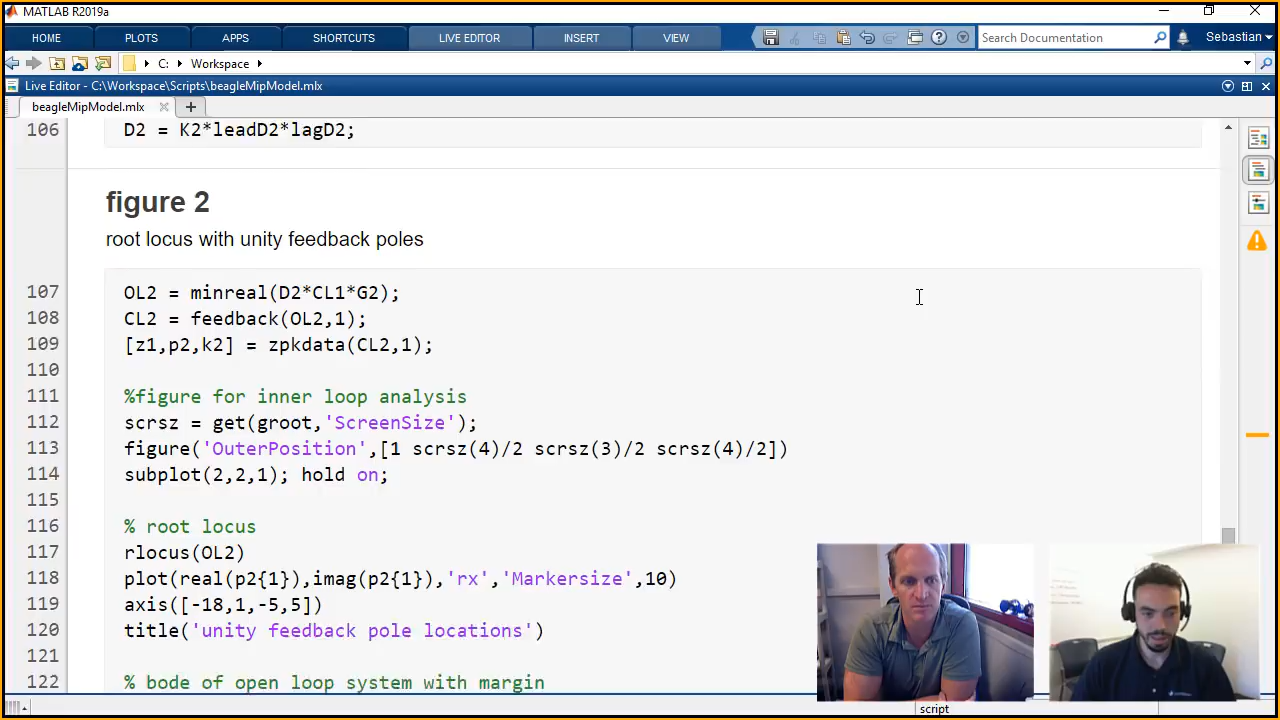 MATLAB R2019a
HOME PLOTS APPS SHORTCUTS LIVE EDITOR INSERT VIEW Search Documentation Sebastian
C: Workspace
Live Editor - C:\Workspace\Scripts\beagleMipModel.mlx
beagleMipModel.mlx
106 D2 = K2*leadD2*lagD2;
figure 2
root locus with unity feedback poles
107 OL2 = minreal(D2*CL1*G2);
108 CL2 = feedback(OL2,1);
109 [z1,p2,k2] = zpkdata(CL2,1);
110
111 %figure for inner loop analysis
112 scrsz = get(groot,'ScreenSize');
113 figure('OuterPosition',[1 scrsz(4)/2 scrsz(3)/2 scrsz(4)/2])
114 subplot(2,2,1); hold on;
115
116 % root locus
117 rlocus(OL2)
118 plot(real(p2{1}),imag(p2{1}),'rx','Markersize',10)
119 axis([-18,1,-5,5])
120 title('unity feedback pole locations')
121
122 % bode of open loop system with margin
script